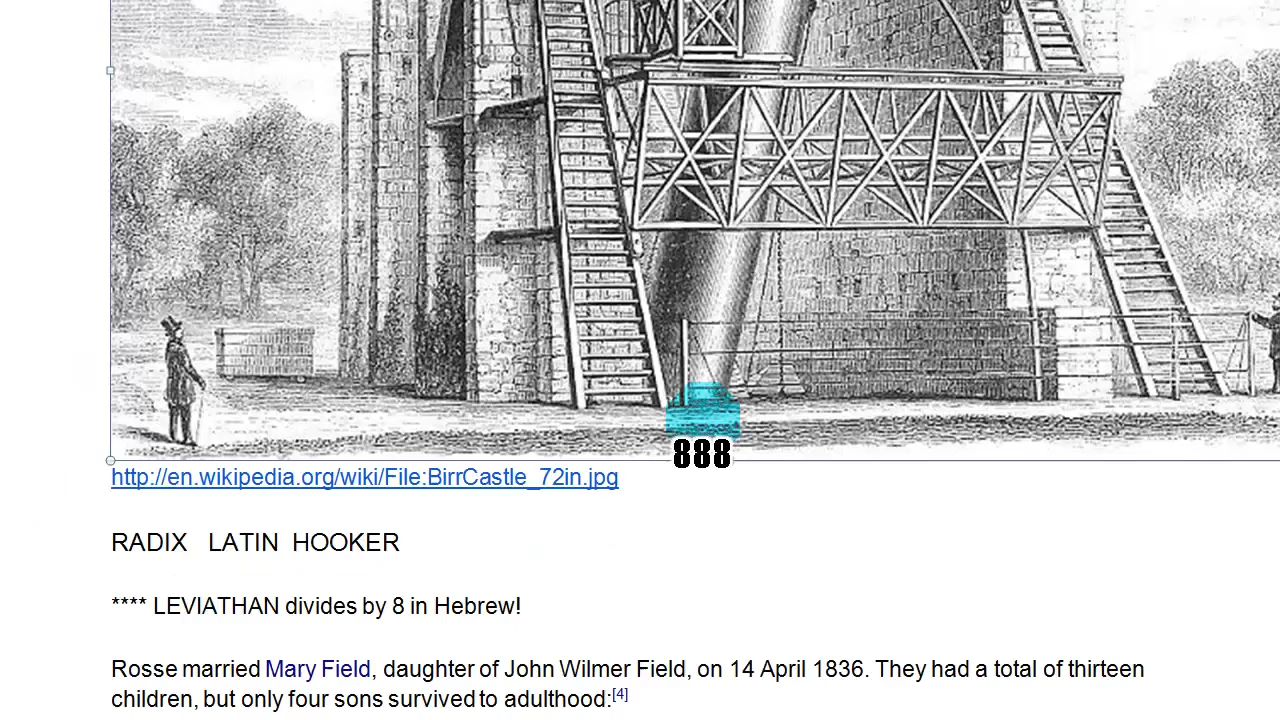 888
http://en.wikipedia.org/wiki/File:BirrCastle_72in.jpg
RADIX LATIN HOOKER
**** LEVIATHAN divides by 8 in Hebrew!
Rosse married Mary Field, daughter of John Wilmer Field, on 14 April 1836. They had a total of thirteen
children, but only four sons survived to adulthood:[4]